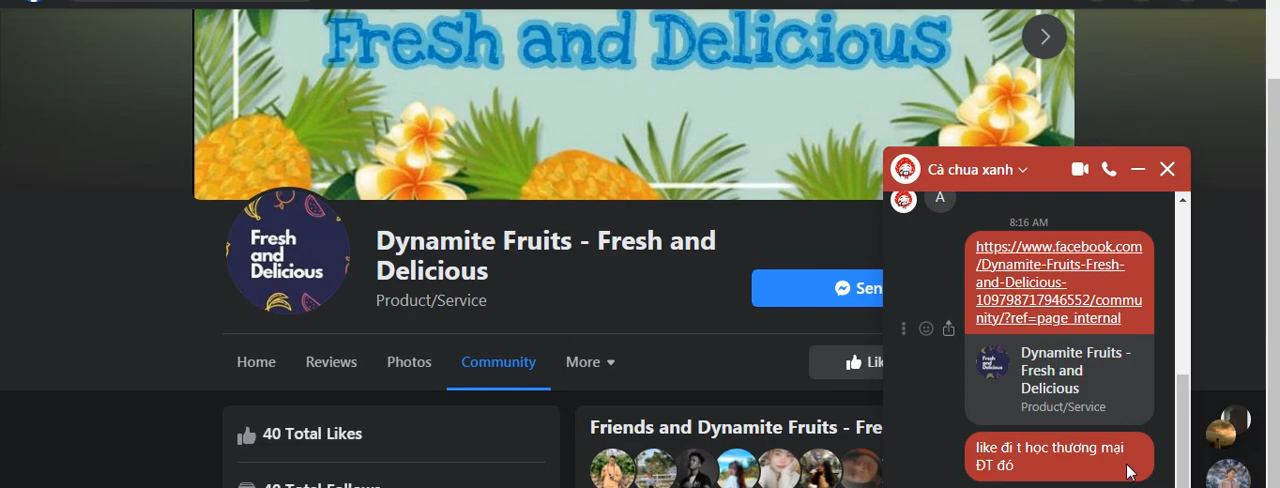 Fresh and Delicious
Fresh
and
Delicious
Dynamite Fruits - Fresh and
Delicious
Product/Service
Sen
Home Reviews Photos Community More
Lik
40 Total Likes
Friends and Dynamite Fruits - Fre
Cà chua xanh
A
8:16 AM
https://www.facebook.com
/Dynamite-Fruits-Fresh-
and-Delicious-
109798717946552/commu
nity/?ref=page_internal
Fresh
and
Delicious
Dynamite Fruits -
Fresh and
Delicious
Product/Service
like đi t học thương mại
ĐT đó